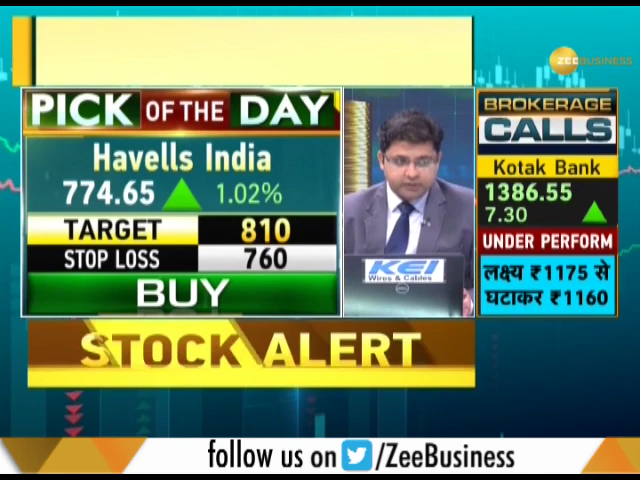 ZEEBUSINESS
PICK OF THE DAY
Havells India
774.65 1.02%
TARGET 810
STOP LOSS 760
BUY
KEI
Wires & Cables
DELL
BROKERAGE
CALLS
Kotak Bank
1386.55
7.30
UNDER PERFORM
लक्ष्य ₹1175 से
घटाकर ₹1160
STOCK ALERT
follow us on /ZeeBusiness